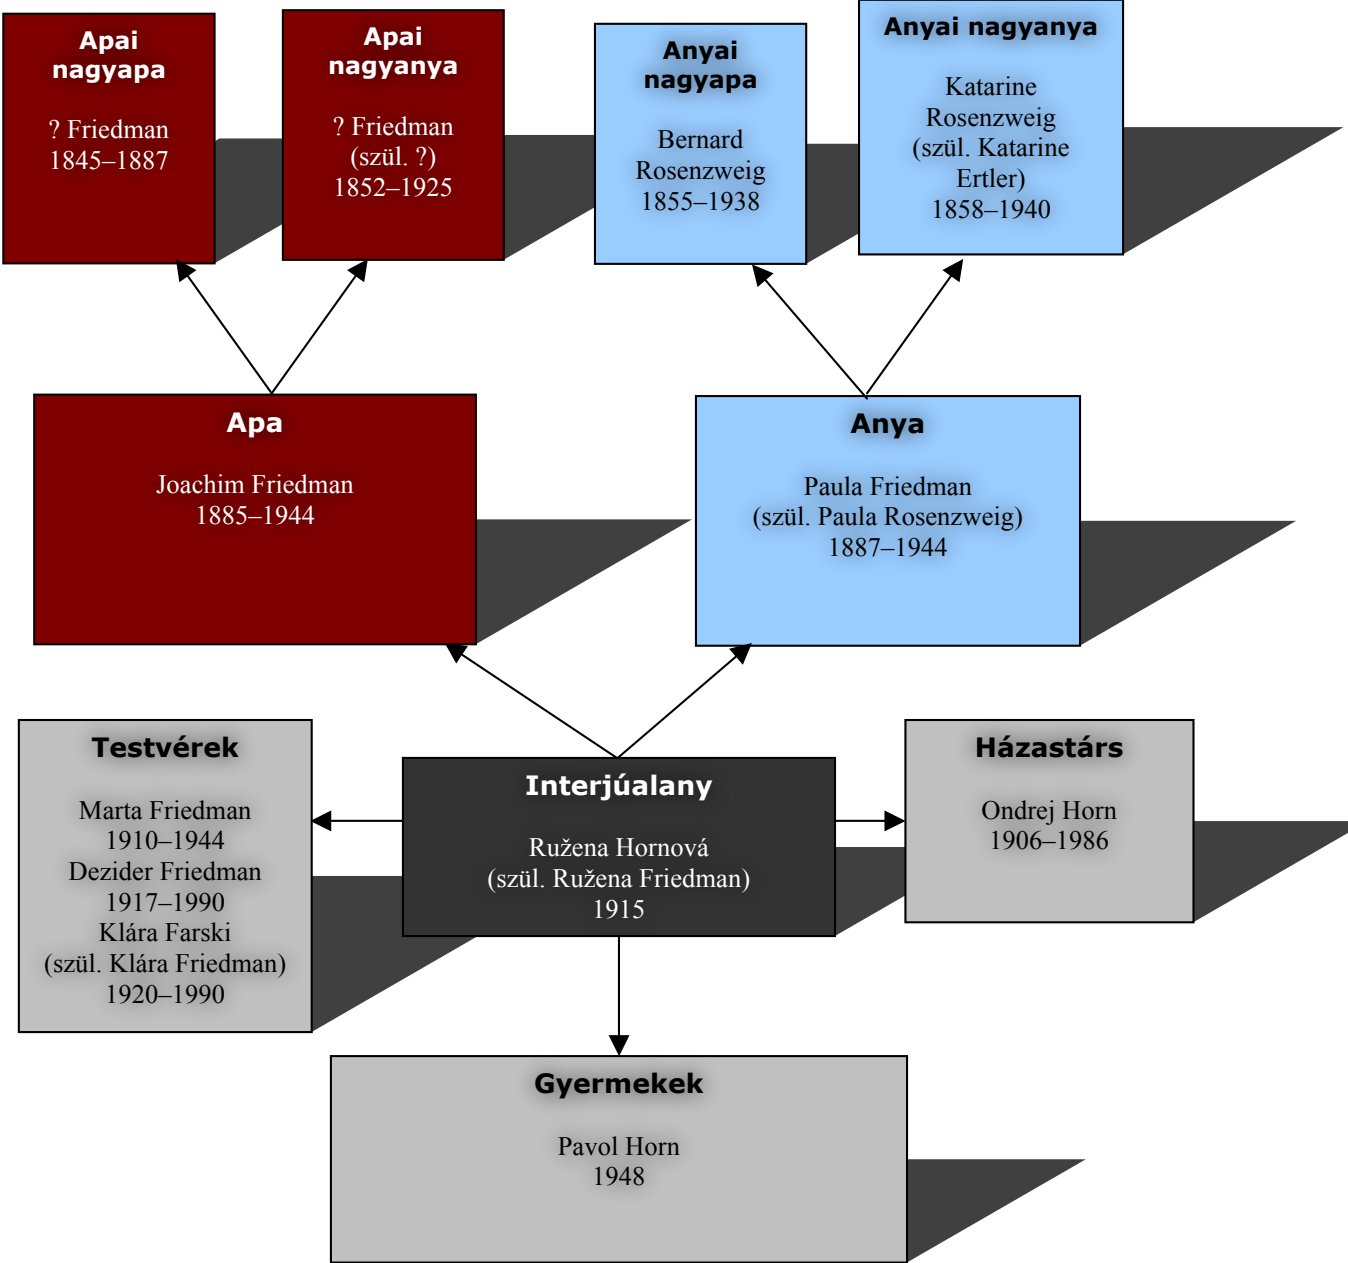 Apai
nagyapa
? Friedman
1845–1887
Apai
nagyanya
? Friedman
(szül. ?)
1852–1925
Anyai
nagyapa
Bernard
Rosenzweig
1855–1938
Anyai nagyanya
Katarine
Rosenzweig
(szül. Katarine
Ertler)
1858–1940
Apa
Joachim Friedman
1885–1944
Anya
Paula Friedman
(szül. Paula Rosenzweig)
1887–1944
Testvérek
Marta Friedman
1910–1944
Dezider Friedman
1917–1990
Klára Farski
(szül. Klára Friedman)
1920–1990
Interjúalany
Ružena Hornová
(szül. Ružena Friedman)
1915
Házastárs
Ondrej Horn
1906–1986
Gyermekek
Pavol Horn
1948